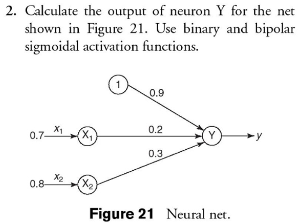 2. Calculate the output of neuron Y for the net
shown in Figure 21. Use binary and bipolar
sigmoidal activation functions.
1
0.9
0.7 x₁ X₁ 0.2 Y y
0.3
0.8 x₂ X₂
Figure 21 Neural net.